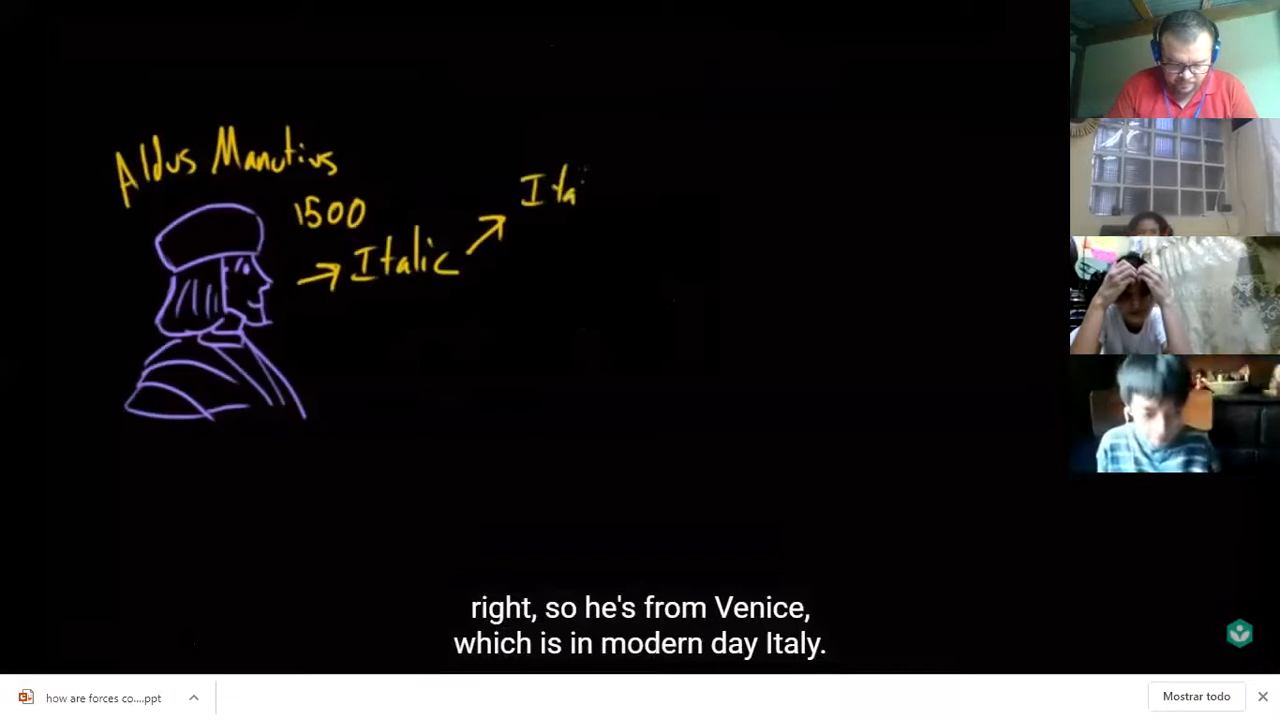 Aldus Manutius
1500
→ Italic → Ita
right, so he's from Venice,
which is in modern day Italy.
how are forces co....ppt
Mostrar todo